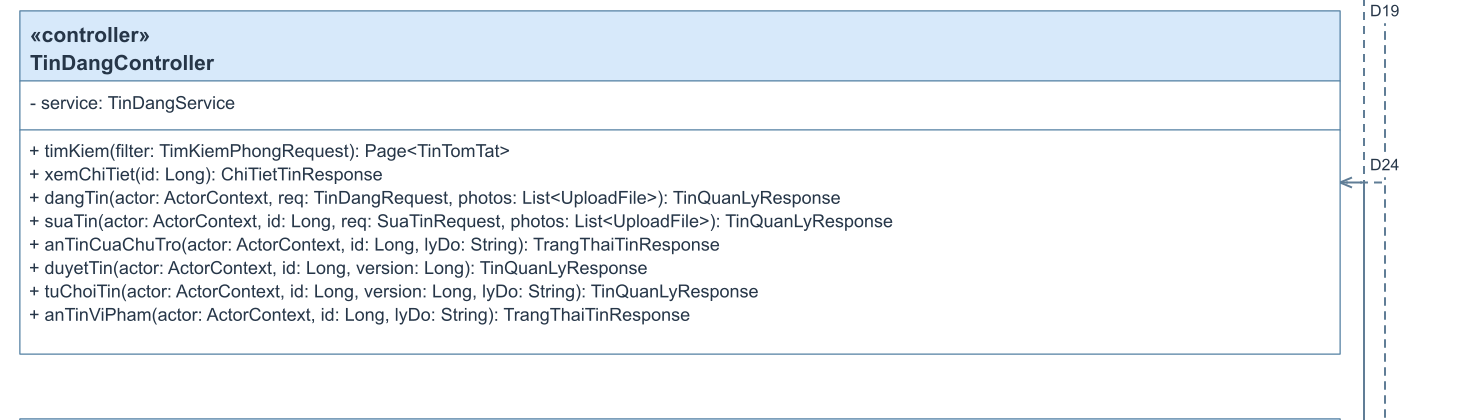 D19
«controller»
TinDangController
- service: TinDangService
+ timKiem(filter: TimKiemPhongRequest): Page<TinTomTat>
D24
+ xemChiTiet(id: Long): ChiTietTinResponse
+ dangTin(actor: ActorContext, req: TinDangRequest, photos: List<UploadFile>): TinQuanLyResponse
+ suaTin(actor: ActorContext, id: Long, req: SuaTinRequest, photos: List<UploadFile>): TinQuanLyResponse
+ anTinCuaChuTro(actor: ActorContext, id: Long, lyDo: String): TrangThaiTinResponse
+ duyetTin(actor: ActorContext, id: Long, version: Long): TinQuanLyResponse
+ tuChoiTin(actor: ActorContext, id: Long, version: Long, lyDo: String): TinQuanLyResponse
+ anTinViPham(actor: ActorContext, id: Long, lyDo: String): TrangThaiTinResponse